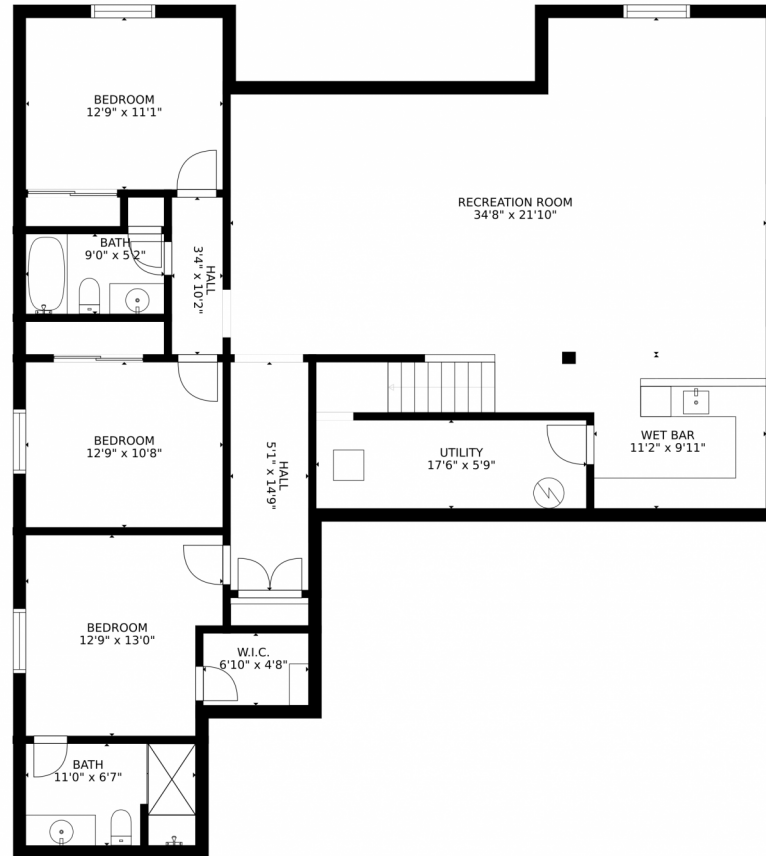 BEDROOM
12'9" x 11'1"
RECREATION ROOM
34'8" x 21'10"
BATH
9'0" x 5'2"
HALL
3'4" x 10'2"
BEDROOM
12'9" x 10'8"
HALL
5'1" x 14'9"
UTILITY
17'6" x 5'9"
WET BAR
11'2" x 9'11"
BEDROOM
12'9" x 13'0"
W.I.C.
6'10" x 4'8"
BATH
11'0" x 6'7"